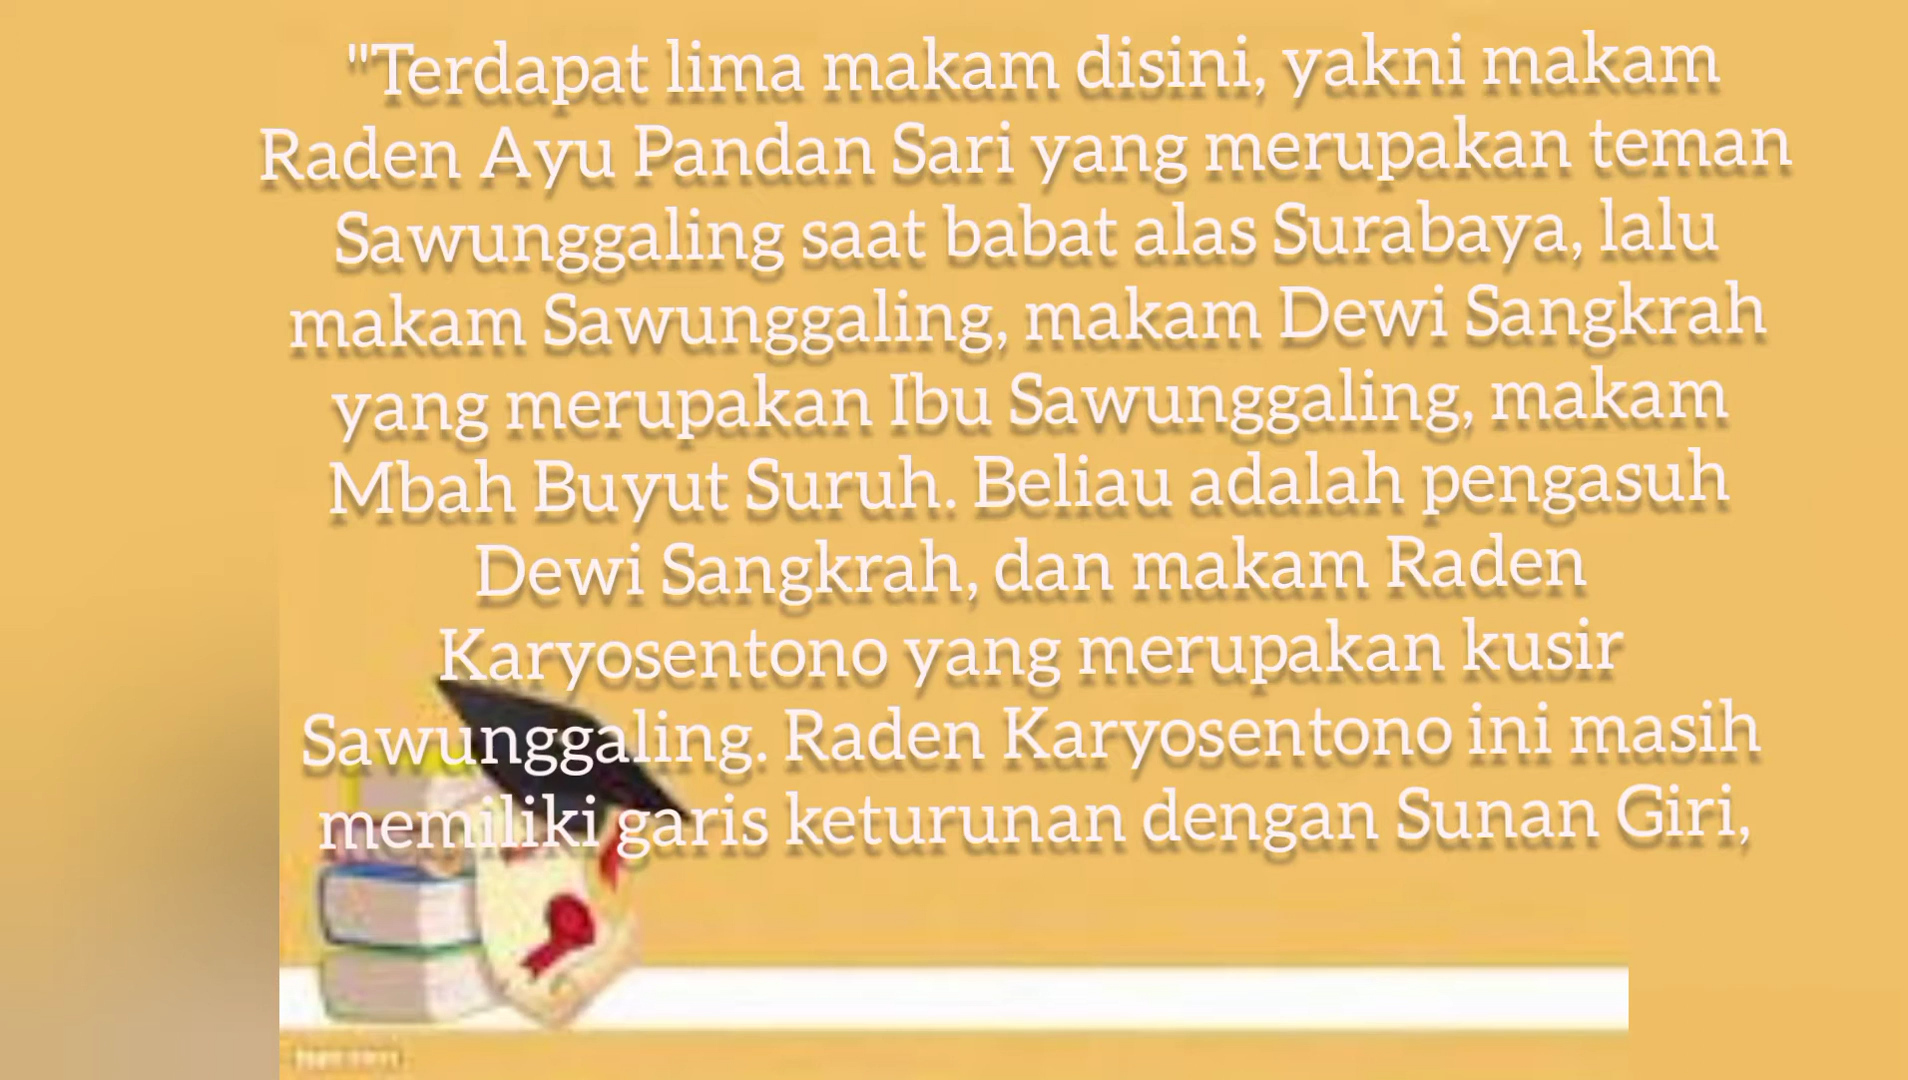 "Terdapat lima makam disini, yakni makam
Raden Ayu Pandan Sari yang merupakan teman
Sawunggaling saat babat alas Surabaya, lalu
makam Sawunggaling, makam Dewi Sangkrah
yang merupakan Ibu Sawunggaling, makam
Mbah Buyut Suruh. Beliau adalah pengasuh
Dewi Sangkrah, dan makam Raden
Karyosentono yang merupakan kusir
Sawunggaling. Raden Karyosentono ini masih
memiliki garis keturunan dengan Sunan Giri,